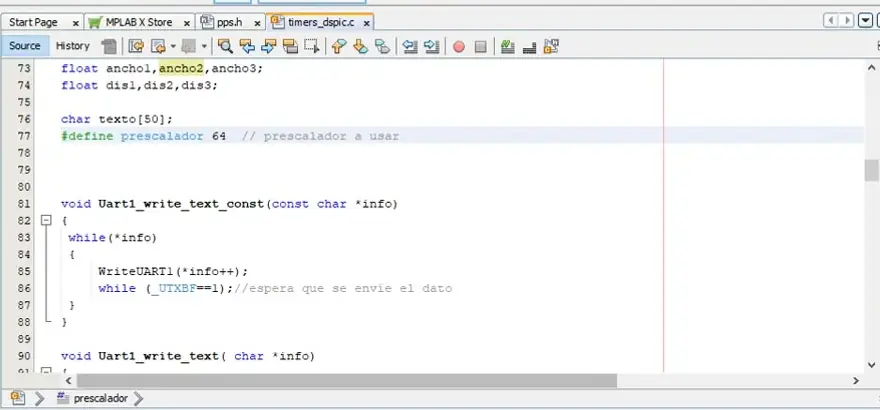 Start Page MPLAB X Store pps.h timers_dspic.c
Source History
73 float ancho1,ancho2,ancho3;
74 float dis1,dis2,dis3;
75
76 char texto[50];
77 #define prescalador 64 // prescalador a usar
78
79
80
81 void Uart1_write_text_const(const char *info)
82 {
83 while(*info)
84 {
85 WriteUART1(*info++);
86 while (_UTXBF==1);//espera que se envie el dato
87 }
88 }
89
90 void Uart1_write_text( char *info)
91 {
prescalador